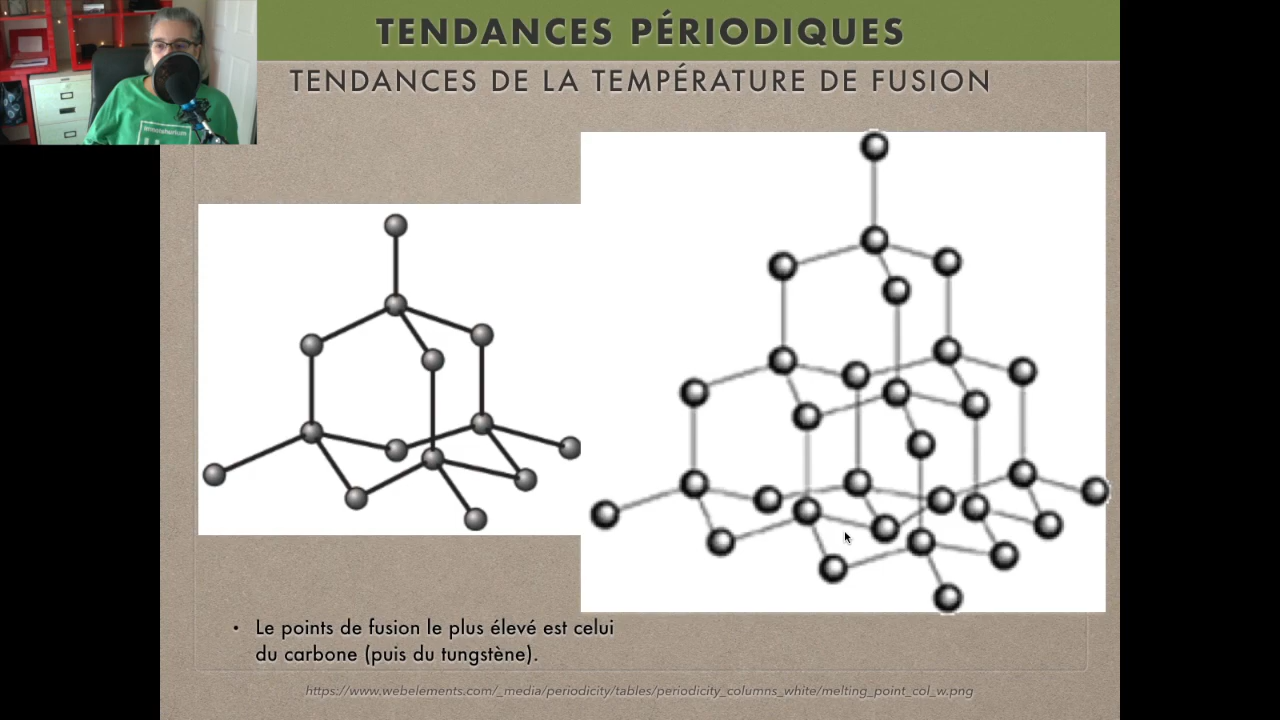 TENDANCES PÉRIODIQUES
TENDANCES DE LA TEMPÉRATURE DE FUSION
• Le points de fusion le plus élevé est celui
du carbone (puis du tungstène).
https://www.webelements.com/_media/periodicity/tables/periodicity_columns_white/melting_point_col_w.png